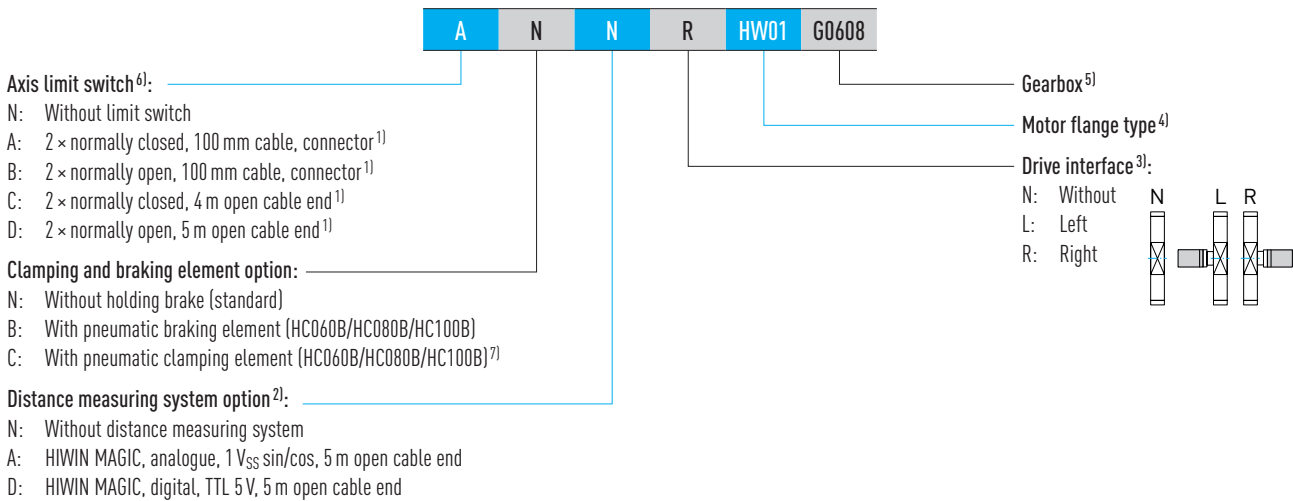 A N N R HW01 G0608
Axis limit switch 6):
N: Without limit switch
A: 2 × normally closed, 100 mm cable, connector 1)
B: 2 × normally open, 100 mm cable, connector 1)
C: 2 × normally closed, 4 m open cable end 1)
D: 2 × normally open, 5 m open cable end 1)
Clamping and braking element option:
N: Without holding brake (standard)
B: With pneumatic braking element (HC060B/HC080B/HC100B)
C: With pneumatic clamping element (HC060B/HC080B/HC100B) 7)
Distance measuring system option 2):
N: Without distance measuring system
A: HIWIN MAGIC, analogue, 1 VSS sin/cos, 5 m open cable end
D: HIWIN MAGIC, digital, TTL 5 V, 5 m open cable end
Gearbox 5)
Motor flange type 4)
Drive interface 3):
N: Without
L: Left
R: Right
N L R